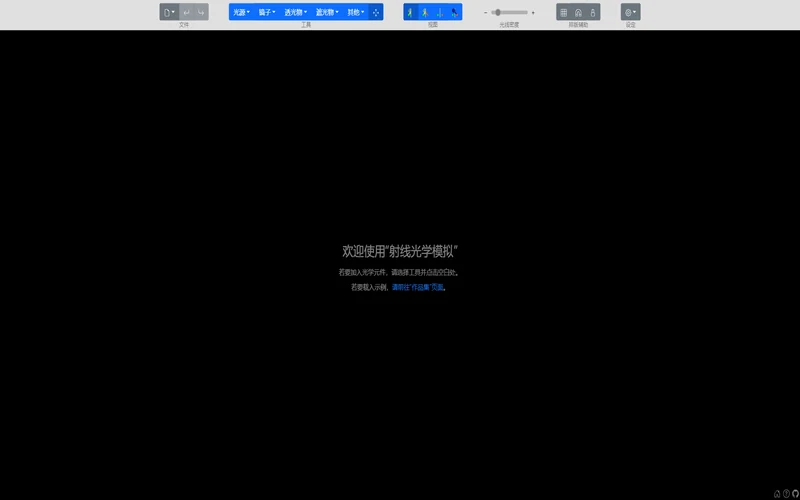 光源 镜子 透光物 遮光物 其他
文件 工具 视图 光线密度 排版辅助 设定
欢迎使用“射线光学模拟”
若要加入光学元件，请选择工具并点击空白处。
若要载入示例，请前往“作品集”页面。